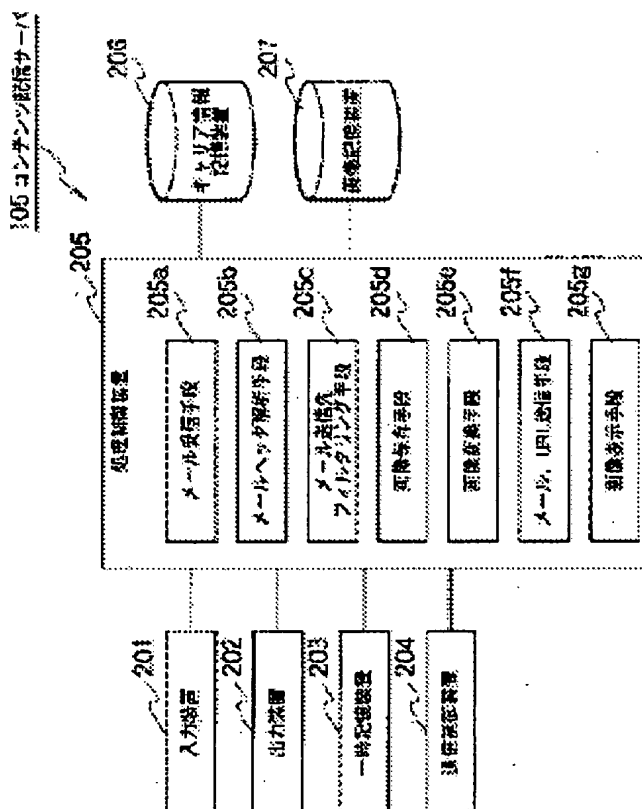 105 コンテンツ配信サーバ
205
処理制御装置
201
入力装置
202
出力装置
203
一時記憶装置
204
通信制御装置
205a
メール受信手段
205b
メールヘッダ解析手段
205c
メール送信先
フィルタリング手段
205d
画像保存手段
205e
画像変換手段
205f
メール、URL送信手段
205g
画像表示手段
206
キャリア情報
記憶装置
207
画像記憶装置